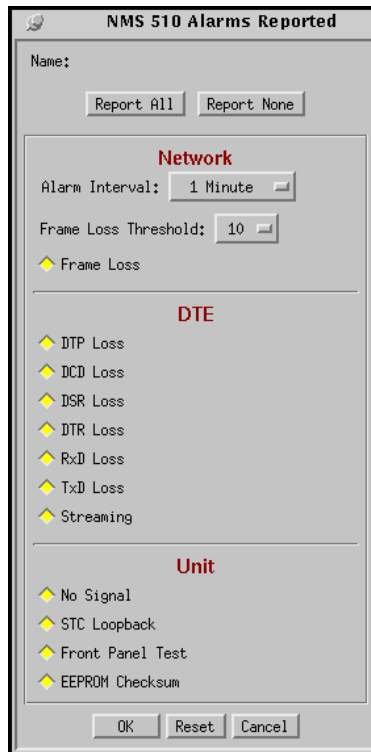 NMS 510 Alarms Reported
Name:
Report All Report None
Network
Alarm Interval: 1 Minute
Frame Loss Threshold: 10
Frame Loss
DTE
DTP Loss
DCD Loss
DSR Loss
DTR Loss
RxD Loss
TxD Loss
Streaming
Unit
No Signal
STC Loopback
Front Panel Test
EEPROM Checksum
OK Reset Cancel